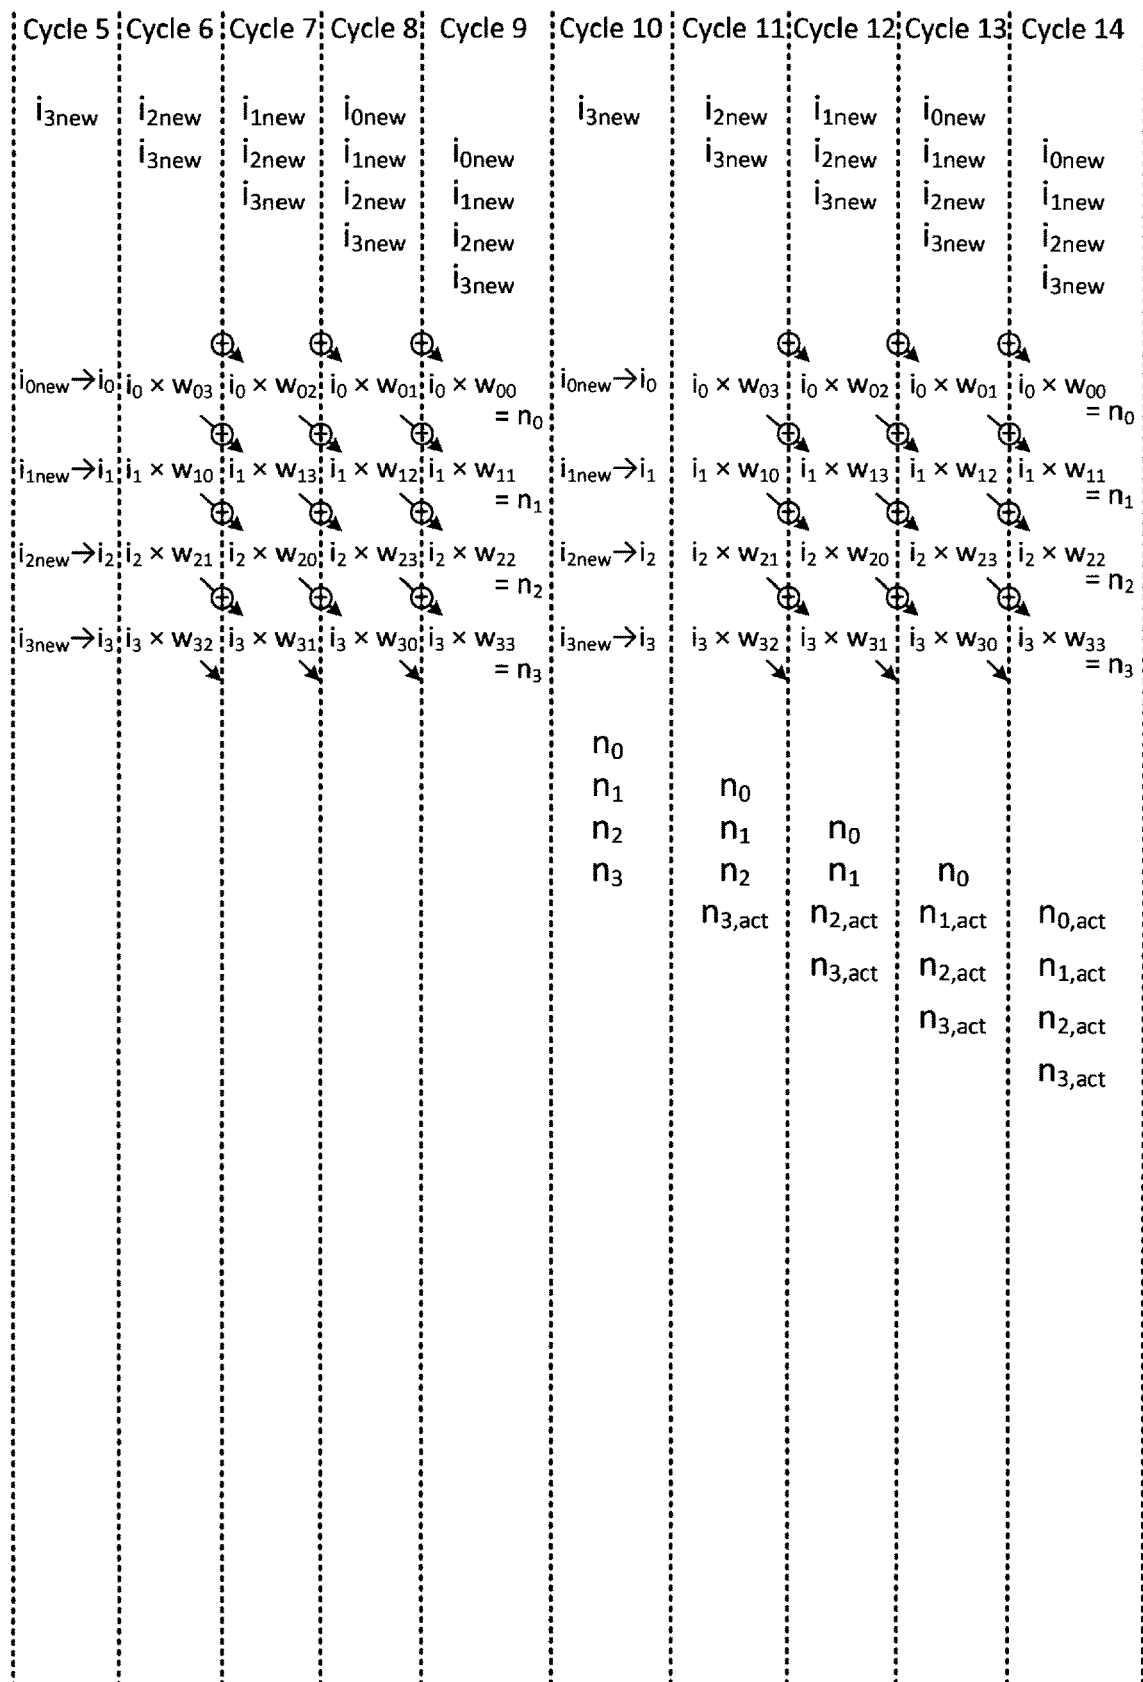 Cycle 5 Cycle 6 Cycle 7 Cycle 8 Cycle 9 Cycle 10 Cycle 11 Cycle 12 Cycle 13 Cycle 14
i3new i2new i1new i0new i3new i2new i1new i0new
i3new i2new i1new i0new i3new i2new i1new i0new
i3new i2new i1new i3new i2new i1new
i3new i2new i3new i2new
i3new i3new
⊕ ⊕ ⊕ ⊕ ⊕ ⊕
i0new→i0 i0 × w03 i0 × w02 i0 × w01 i0 × w00 i0new→i0 i0 × w03 i0 × w02 i0 × w01 i0 × w00
= n0 = n0
⊕ ⊕ ⊕ ⊕ ⊕ ⊕
i1new→i1 i1 × w10 i1 × w13 i1 × w12 i1 × w11 i1new→i1 i1 × w10 i1 × w13 i1 × w12 i1 × w11
= n1 = n1
⊕ ⊕ ⊕ ⊕ ⊕ ⊕
i2new→i2 i2 × w21 i2 × w20 i2 × w23 i2 × w22 i2new→i2 i2 × w21 i2 × w20 i2 × w23 i2 × w22
= n2 = n2
⊕ ⊕ ⊕ ⊕ ⊕ ⊕
i3new→i3 i3 × w32 i3 × w31 i3 × w30 i3 × w33 i3new→i3 i3 × w32 i3 × w31 i3 × w30 i3 × w33
= n3 = n3
n0
n1 n0
n2 n1 n0
n3 n2 n1 n0
n3,act n2,act n1,act n0,act
n3,act n2,act n1,act
n3,act n2,act
n3,act